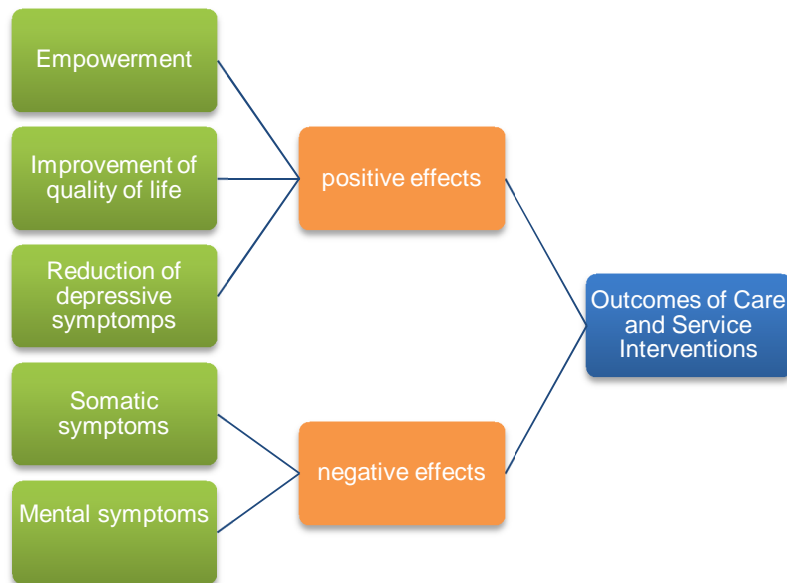 Empowerment
Improvement of
quality of life
Reduction of
depressive
symptomps
Somatic
symptoms
Mental symptoms
positive effects
negative effects
Outcomes of Care
and Service
Interventions